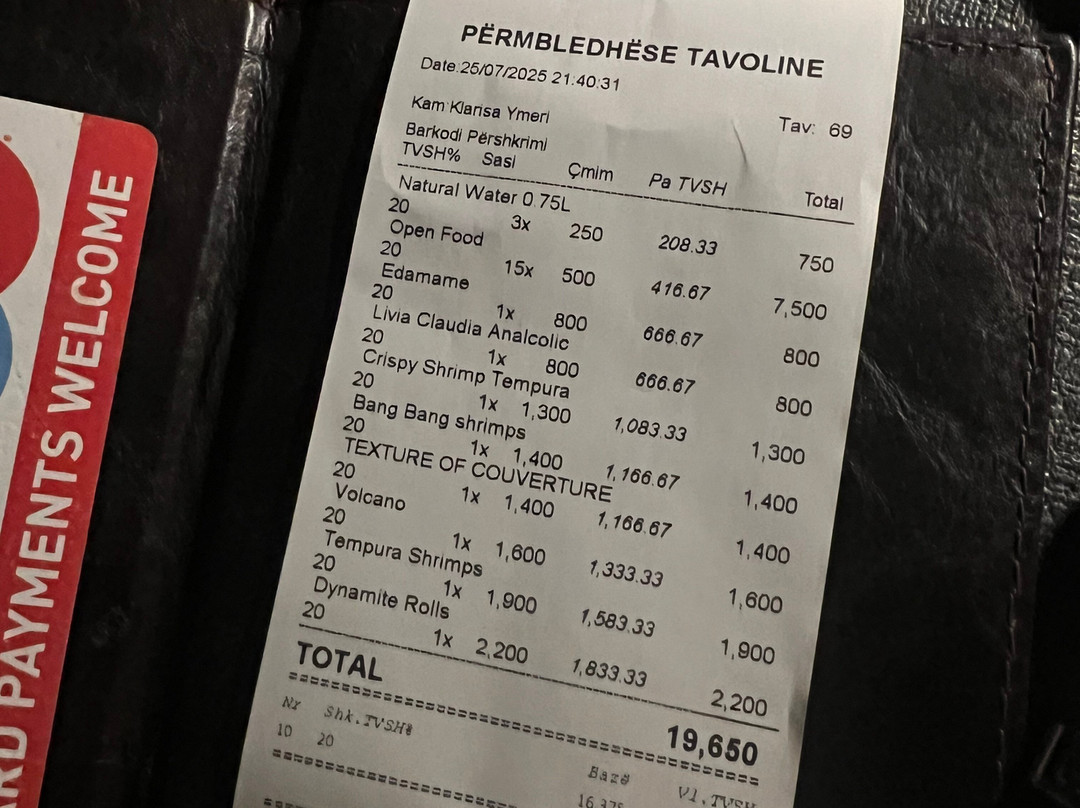 PËRMBLEDHËSE TAVOLINE
Date:25/07/2025 21:40:31
Kam:Klarisa Ymeri Tav: 69
Barkodi Përshkrimi
TVSH% Sasi Çmim Pa TVSH Total
Natural Water 0.75L
20 3x 250 208.33 750
Open Food
20 15x 500 416.67 7,500
Edamame
20 1x 800 666.67 800
Livia Claudia Analcolic
20 1x 800 666.67 800
Crispy Shrimp Tempura
20 1x 1,300 1,083.33 1,300
Bang Bang shrimps
20 1x 1,400 1,166.67 1,400
TEXTURE OF COUVERTURE
20 1x 1,400 1,166.67 1,400
Volcano
20 1x 1,600 1,333.33 1,600
Tempura Shrimps
20 1x 1,900 1,583.33 1,900
Dynamite Rolls
20 1x 2,200 1,833.33 2,200
TOTAL 19,650
Nr Shk.TVSH% Bazë Vl.TVSH
10 20 16,375
RD PAYMENTS WELCOME